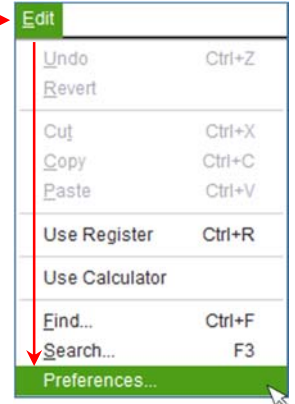 Edit
Undo Ctrl+Z
Revert
Cut Ctrl+X
Copy Ctrl+C
Paste Ctrl+V
Use Register Ctrl+R
Use Calculator
Find... Ctrl+F
Search... F3
Preferences...